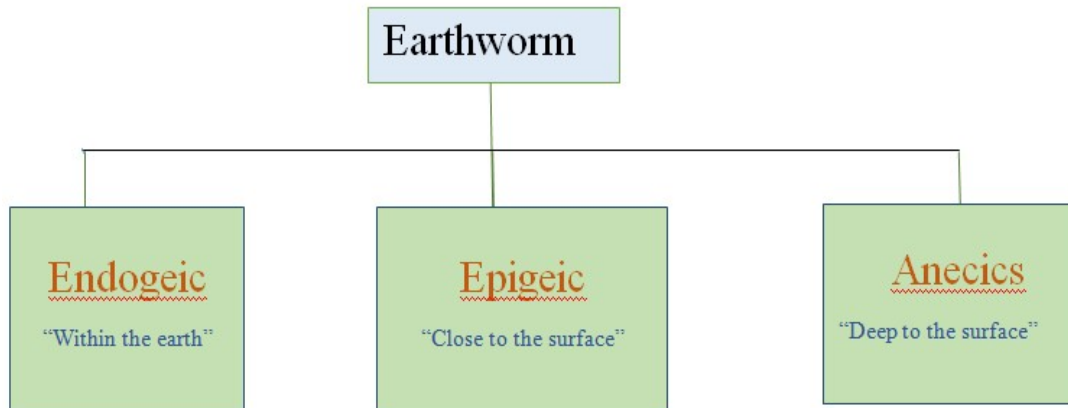 Earthworm
Endogeic
“Within the earth”
Epigeic
“Close to the surface”
Anecics
“Deep to the surface”